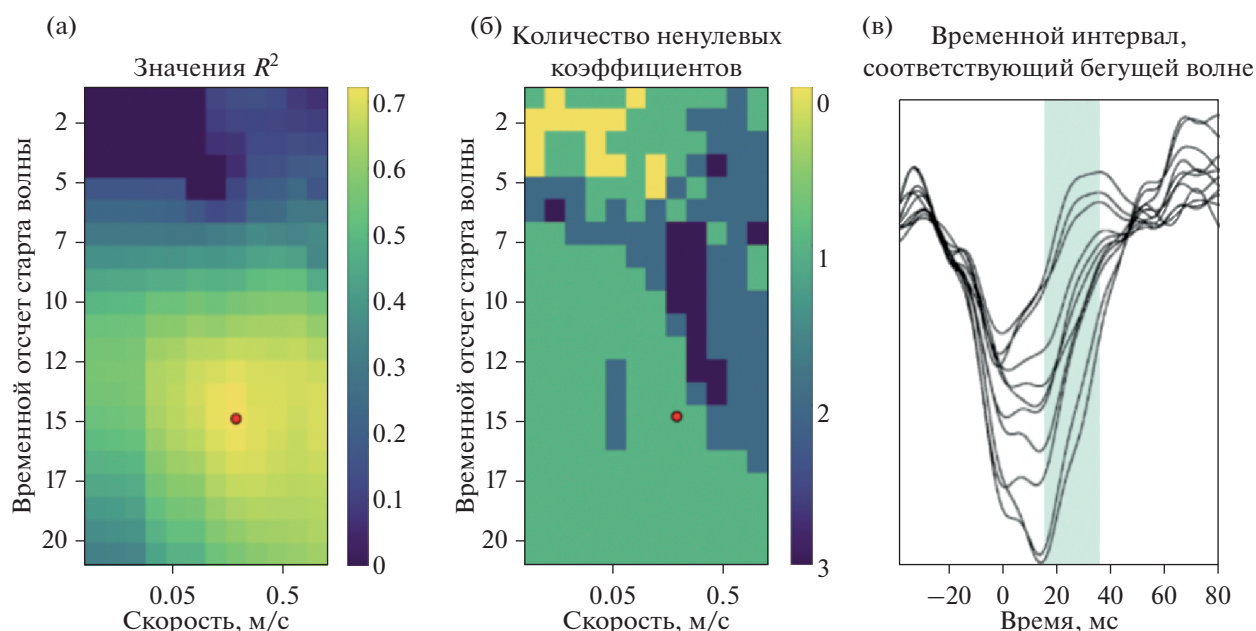 (а)
Значения R²
Временной отсчет старта волны
2
5
7
10
12
15
17
20
0.05
0.5
Скорость, м/с
0.7
0.6
0.5
0.4
0.3
0.2
0.1
0
(б)
Количество ненулевых
коэффициентов
Временной отсчет старта волны
2
5
7
10
12
15
17
20
0.05
0.5
Скорость, м/с
0
1
2
3
(в)
Временной интервал,
соответствующий бегущей волне
−20
0
20
40
60
80
Время, мс